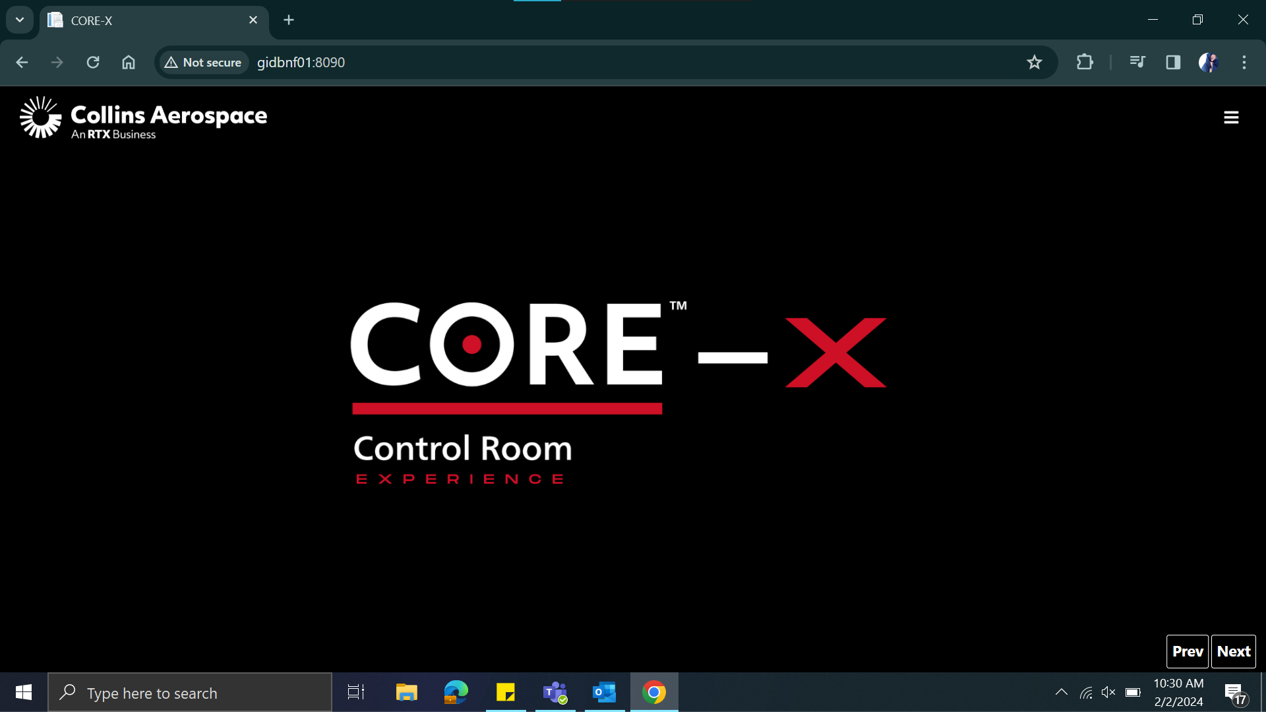 CORE-X
Not secure
gidbnf01:8090
Collins Aerospace
An RTX Business
CORE™ – X
Control Room
EXPERIENCE
Prev
Next
Type here to search
10:30 AM
2/2/2024
17